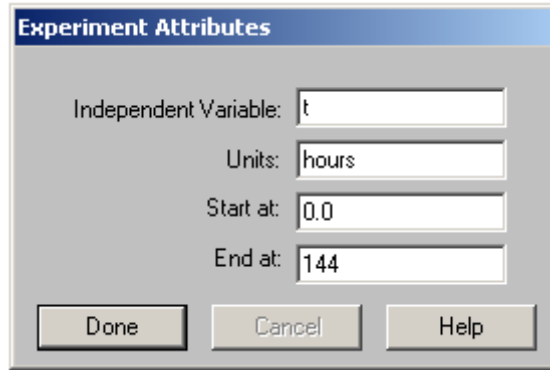 Experiment Attributes
Independent Variable: t
Units: hours
Start at: 0.0
End at: 144
Done Cancel Help